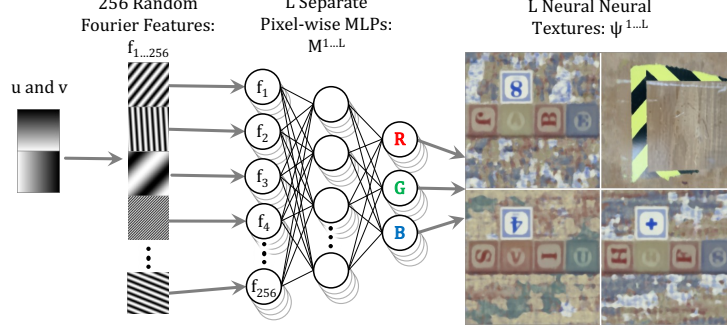 256 Random
Fourier Features:
f1...256
L Separate
Pixel-wise MLPs:
M1...L
L Neural Neural
Textures: ψ1...L
u and v
f1
f2
f3
f4
f256
R
G
B
8
B E
4
S V I U
+
H F S